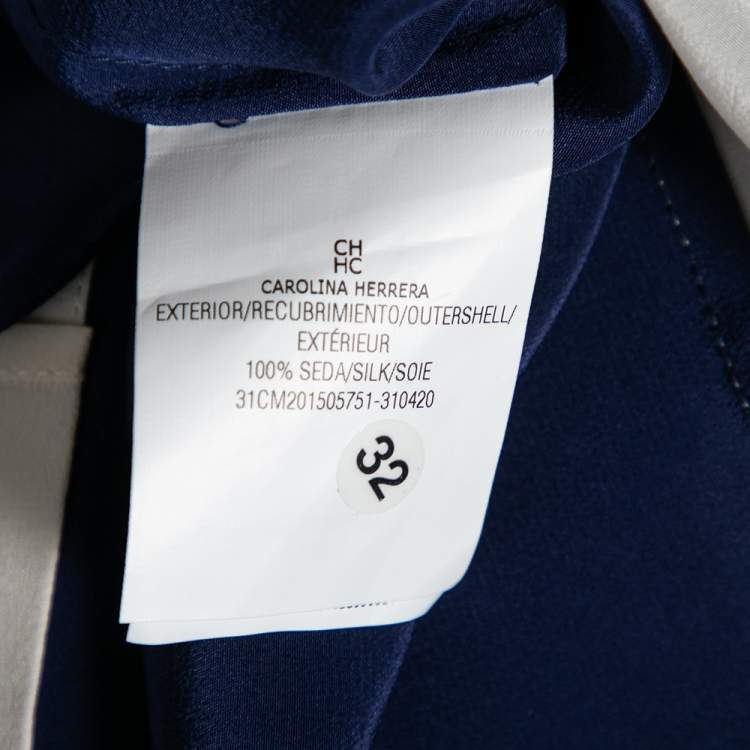 CH
HC
CAROLINA HERRERA
EXTERIOR/RECUBRIMIENTO/OUTERSHELL/
EXTÉRIEUR
100% SEDA/SILK/SOIE
31CM201505751-310420
32